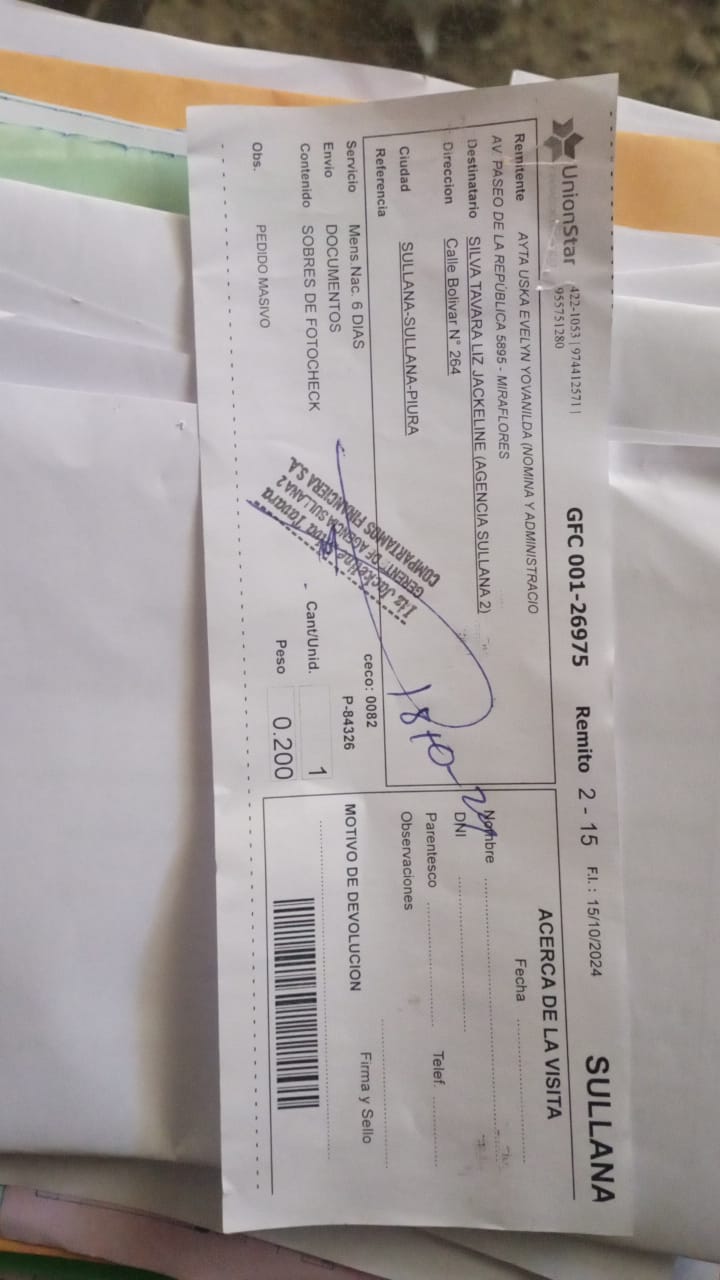 UnionStar 422-1053 | 974412571 |
955751280
GFC 001-26975 Remito 2 - 15 F.I.: 15/10/2024 SULLANA
Remitente AYTA USKA EVELYN YOVANILDA (NOMINA Y ADMINISTRACIO
AV. PASEO DE LA REPÚBLICA 5895 - MIRAFLORES
Destinatario SILVA TAVARA LIZ JACKELINE (AGENCIA SULLANA 2)
Direccion Calle Bolivar N° 264
Ciudad SULLANA-SULLANA-PIURA
Referencia
Servicio Mens.Nac. 6 DIAS
Envio DOCUMENTOS
Contenido SOBRES DE FOTOCHECK
Obs. PEDIDO MASIVO
ceco: 0082
P-84326
Cant/Unid. 1
Peso 0.200
Liz Jackeline Silva Tavara
GERENTE DE AGENCIA SULLANA 2
COMPARTAMOS FINANCIERA S.A.
ACERCA DE LA VISITA
Fecha
Nombre
DNI
Parentesco Telef.
Observaciones
MOTIVO DE DEVOLUCION
Firma y Sello